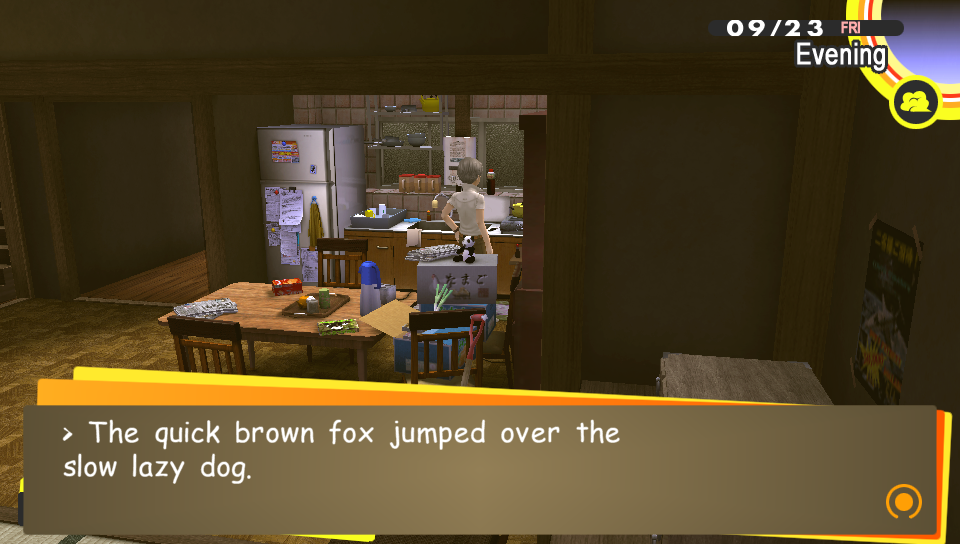 09/23 FRI
Evening
たまご
> The quick brown fox jumped over the
slow lazy dog.